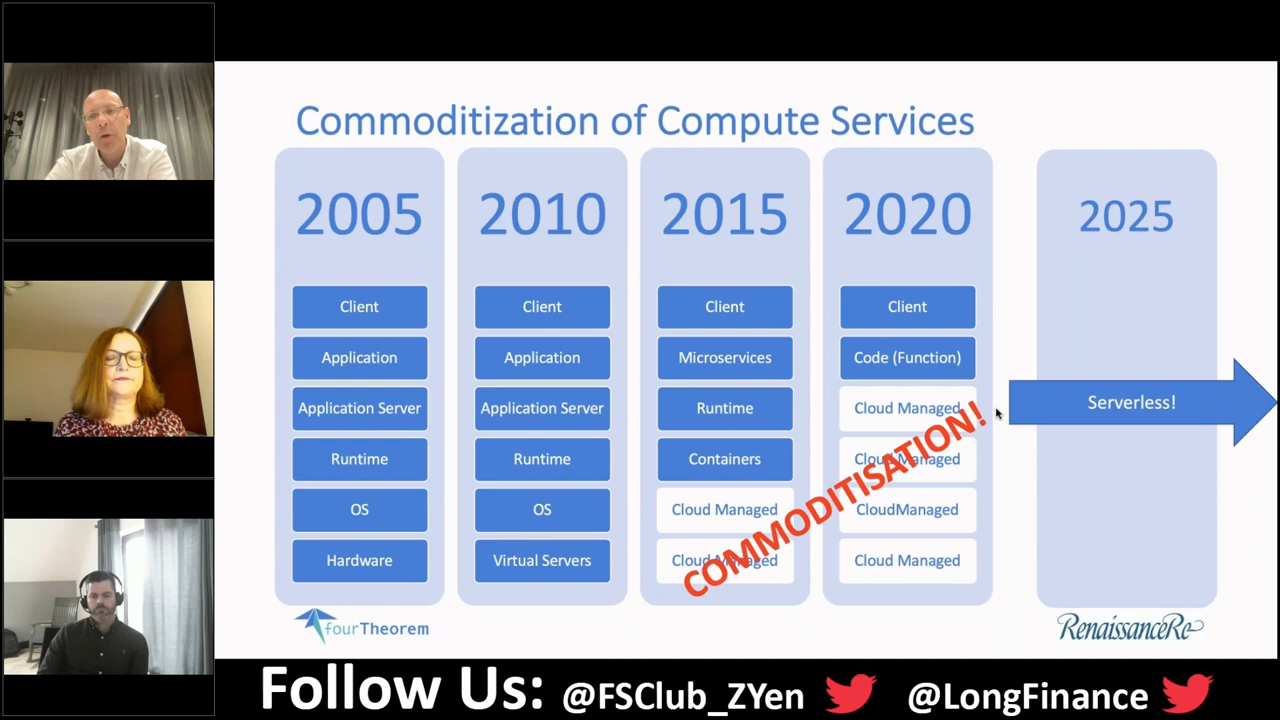 Commoditization of Compute Services
2005
Client
Application
Application Server
Runtime
OS
Hardware
2010
Client
Application
Application Server
Runtime
OS
Virtual Servers
2015
Client
Microservices
Runtime
Containers
Cloud Managed
Cloud Managed
2020
Client
Code (Function)
Cloud Managed
Cloud Managed
CloudManaged
Cloud Managed
COMMODITISATION!
2025
Serverless!
fourTheorem
RenaissanceRe
Follow Us: @FSClub_ZYen @LongFinance